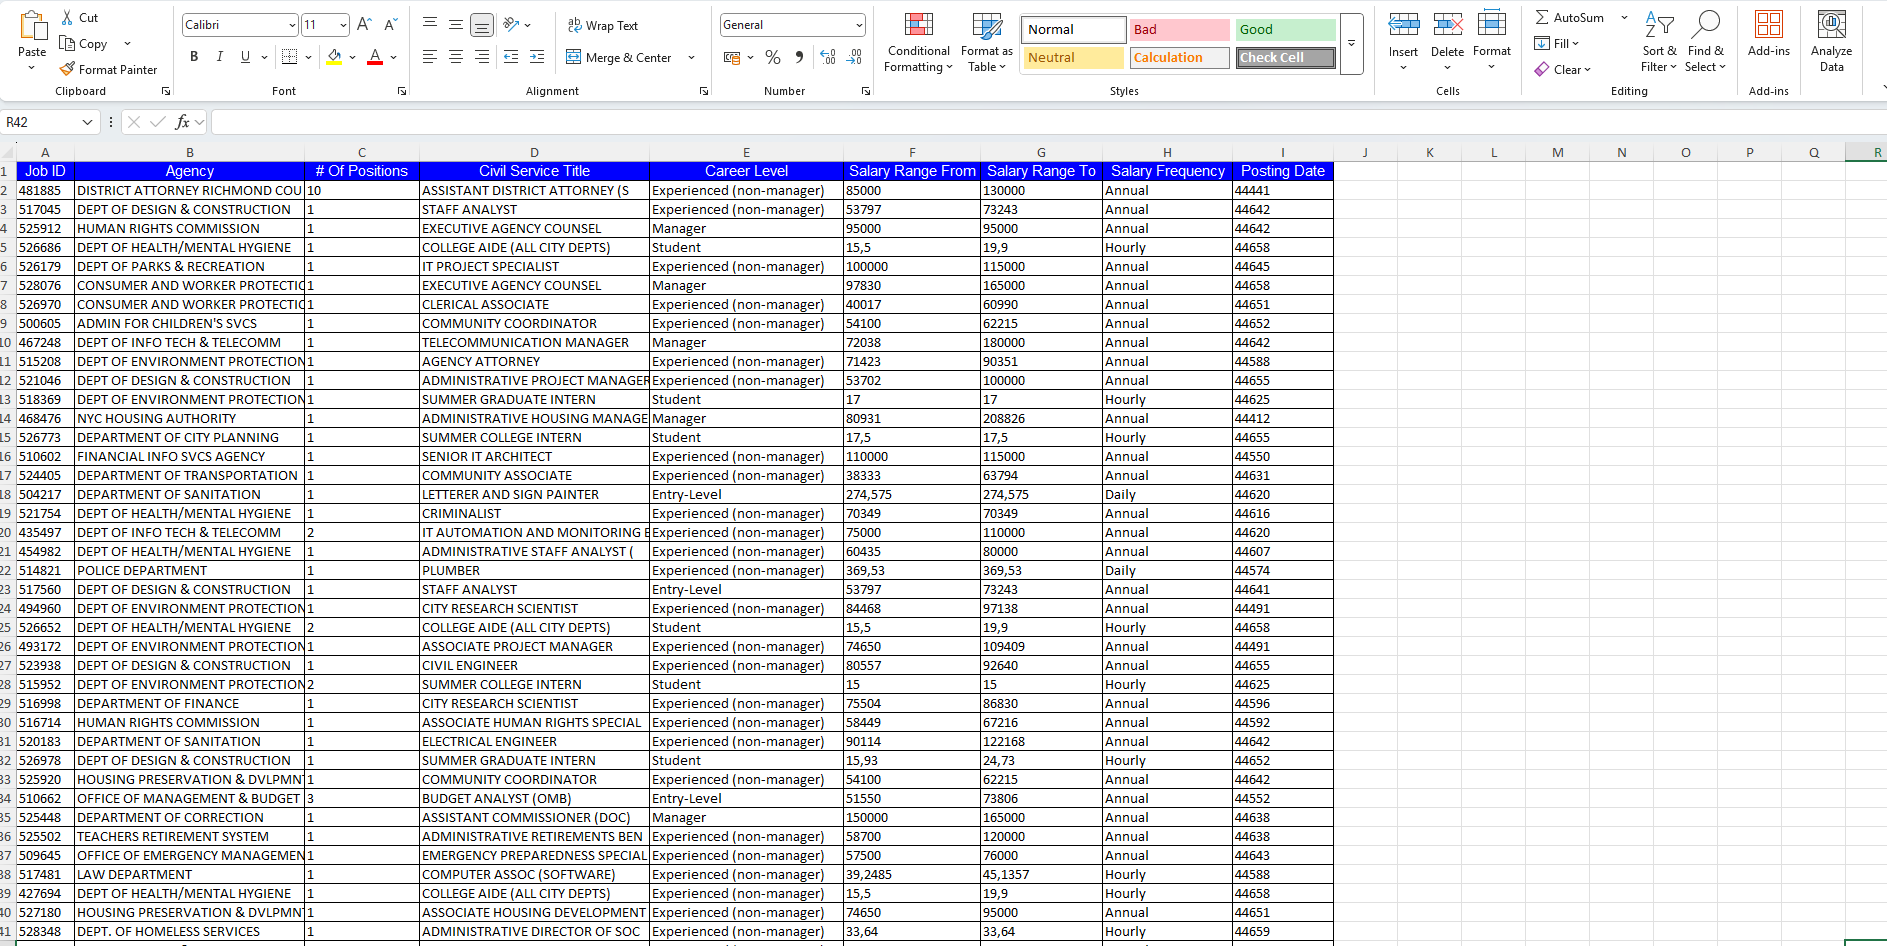 Calibri 11 General
Cut
Copy
Format Painter
Paste
Wrap Text
Merge & Center
Conditional Formatting
Format as Table
Normal Bad Good
Neutral Calculation Check Cell
Insert Delete Format
AutoSum
Fill
Clear
Sort & Filter
Find & Select
Add-ins
Analyze Data
Clipboard Font Alignment Number Styles Cells Editing Add-ins
R42 fx
A B C D E F G H I J K L M N O P Q R
1 Job ID Agency # Of Positions Civil Service Title Career Level Salary Range From Salary Range To Salary Frequency Posting Date
2 481885 DISTRICT ATTORNEY RICHMOND COU 10 ASSISTANT DISTRICT ATTORNEY (S Experienced (non-manager) 85000 130000 Annual 44441
3 517045 DEPT OF DESIGN & CONSTRUCTION 1 STAFF ANALYST Experienced (non-manager) 53797 73243 Annual 44642
4 525912 HUMAN RIGHTS COMMISSION 1 EXECUTIVE AGENCY COUNSEL Manager 95000 95000 Annual 44642
5 526686 DEPT OF HEALTH/MENTAL HYGIENE 1 COLLEGE AIDE (ALL CITY DEPTS) Student 15,5 19,9 Hourly 44658
6 526179 DEPT OF PARKS & RECREATION 1 IT PROJECT SPECIALIST Experienced (non-manager) 100000 115000 Annual 44645
7 528076 CONSUMER AND WORKER PROTECTIC 1 EXECUTIVE AGENCY COUNSEL Manager 97830 165000 Annual 44658
8 526970 CONSUMER AND WORKER PROTECTIC 1 CLERICAL ASSOCIATE Experienced (non-manager) 40017 60990 Annual 44651
9 500605 ADMIN FOR CHILDREN'S SVCS 1 COMMUNITY COORDINATOR Experienced (non-manager) 54100 62215 Annual 44652
10 467248 DEPT OF INFO TECH & TELECOMM 1 TELECOMMUNICATION MANAGER Manager 72038 180000 Annual 44642
11 515208 DEPT OF ENVIRONMENT PROTECTION 1 AGENCY ATTORNEY Experienced (non-manager) 71423 90351 Annual 44588
12 521046 DEPT OF DESIGN & CONSTRUCTION 1 ADMINISTRATIVE PROJECT MANAGER Experienced (non-manager) 53702 100000 Annual 44655
13 518369 DEPT OF ENVIRONMENT PROTECTION 1 SUMMER GRADUATE INTERN Student 17 17 Hourly 44625
14 468476 NYC HOUSING AUTHORITY 1 ADMINISTRATIVE HOUSING MANAGE Manager 80931 208826 Annual 44412
15 526773 DEPARTMENT OF CITY PLANNING 1 SUMMER COLLEGE INTERN Student 17,5 17,5 Hourly 44655
16 510602 FINANCIAL INFO SVCS AGENCY 1 SENIOR IT ARCHITECT Experienced (non-manager) 110000 115000 Annual 44550
17 524405 DEPARTMENT OF TRANSPORTATION 1 COMMUNITY ASSOCIATE Experienced (non-manager) 38333 63794 Annual 44631
18 504217 DEPARTMENT OF SANITATION 1 LETTERER AND SIGN PAINTER Entry-Level 274,575 274,575 Daily 44620
19 521754 DEPT OF HEALTH/MENTAL HYGIENE 1 CRIMINALIST Experienced (non-manager) 70349 70349 Annual 44616
20 435497 DEPT OF INFO TECH & TELECOMM 2 IT AUTOMATION AND MONITORING E Experienced (non-manager) 75000 110000 Annual 44620
21 454982 DEPT OF HEALTH/MENTAL HYGIENE 1 ADMINISTRATIVE STAFF ANALYST ( Experienced (non-manager) 60435 80000 Annual 44607
22 514821 POLICE DEPARTMENT 1 PLUMBER Experienced (non-manager) 369,53 369,53 Daily 44574
23 517560 DEPT OF DESIGN & CONSTRUCTION 1 STAFF ANALYST Entry-Level 53797 73243 Annual 44641
24 494960 DEPT OF ENVIRONMENT PROTECTION 1 CITY RESEARCH SCIENTIST Experienced (non-manager) 84468 97138 Annual 44491
25 526652 DEPT OF HEALTH/MENTAL HYGIENE 2 COLLEGE AIDE (ALL CITY DEPTS) Student 15,5 19,9 Hourly 44658
26 493172 DEPT OF ENVIRONMENT PROTECTION 1 ASSOCIATE PROJECT MANAGER Experienced (non-manager) 74650 109409 Annual 44491
27 523938 DEPT OF DESIGN & CONSTRUCTION 1 CIVIL ENGINEER Experienced (non-manager) 80557 92640 Annual 44655
28 515952 DEPT OF ENVIRONMENT PROTECTION 2 SUMMER COLLEGE INTERN Student 15 15 Hourly 44625
29 516998 DEPARTMENT OF FINANCE 1 CITY RESEARCH SCIENTIST Experienced (non-manager) 75504 86830 Annual 44596
30 516714 HUMAN RIGHTS COMMISSION 1 ASSOCIATE HUMAN RIGHTS SPECIAL Experienced (non-manager) 58449 67216 Annual 44592
31 520183 DEPARTMENT OF SANITATION 1 ELECTRICAL ENGINEER Experienced (non-manager) 90114 122168 Annual 44642
32 526978 DEPT OF DESIGN & CONSTRUCTION 1 SUMMER GRADUATE INTERN Student 15,93 24,73 Hourly 44652
33 525920 HOUSING PRESERVATION & DVLPMNT 1 COMMUNITY COORDINATOR Experienced (non-manager) 54100 62215 Annual 44642
34 510662 OFFICE OF MANAGEMENT & BUDGET 3 BUDGET ANALYST (OMB) Entry-Level 51550 73806 Annual 44552
35 525448 DEPARTMENT OF CORRECTION 1 ASSISTANT COMMISSIONER (DOC) Manager 150000 165000 Annual 44638
36 525502 TEACHERS RETIREMENT SYSTEM 1 ADMINISTRATIVE RETIREMENTS BEN Experienced (non-manager) 58700 120000 Annual 44638
37 509645 OFFICE OF EMERGENCY MANAGEMEN 1 EMERGENCY PREPAREDNESS SPECIAL Experienced (non-manager) 57500 76000 Annual 44643
38 517481 LAW DEPARTMENT 1 COMPUTER ASSOC (SOFTWARE) Experienced (non-manager) 39,2485 45,1357 Hourly 44588
39 427694 DEPT OF HEALTH/MENTAL HYGIENE 1 COLLEGE AIDE (ALL CITY DEPTS) Experienced (non-manager) 15,5 19,9 Hourly 44658
40 527180 HOUSING PRESERVATION & DVLPMNT 1 ASSOCIATE HOUSING DEVELOPMENT Experienced (non-manager) 74650 95000 Annual 44651
41 528348 DEPT. OF HOMELESS SERVICES 1 ADMINISTRATIVE DIRECTOR OF SOC Experienced (non-manager) 33,64 33,64 Hourly 44659